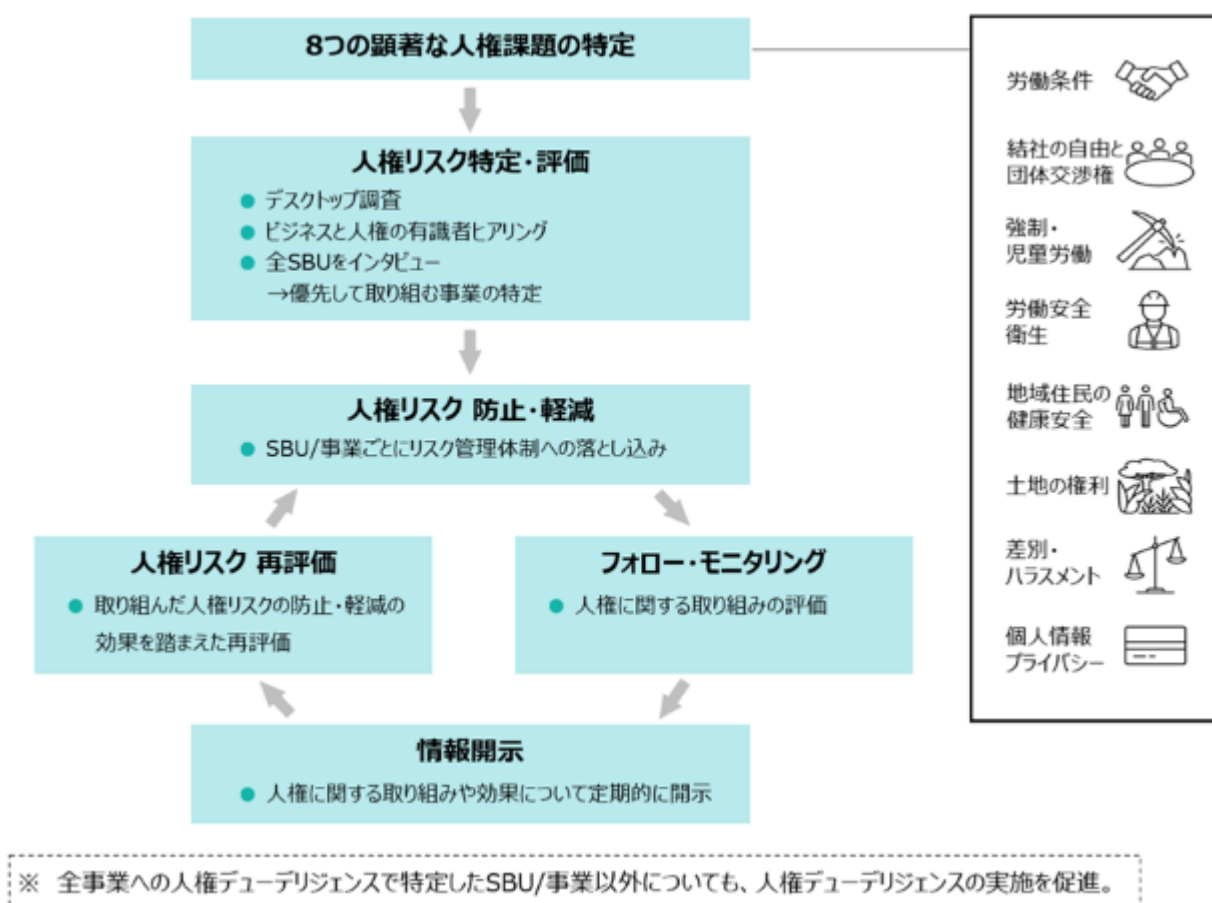 8つの顕著な人権課題の特定
人権リスク特定・評価
● デスクトップ調査
● ビジネスと人権の有識者ヒアリング
● 全SBUをインタビュー
→優先して取り組む事業の特定
人権リスク 防止・軽減
● SBU/事業ごとにリスク管理体制への落とし込み
人権リスク 再評価
● 取り組んだ人権リスクの防止・軽減の
効果を踏まえた再評価
フォロー・モニタリング
● 人権に関する取り組みの評価
情報開示
● 人権に関する取り組みや効果について定期的に開示
労働条件
結社の自由と
団体交渉権
強制・
児童労働
労働安全
衛生
地域住民の
健康安全
土地の権利
差別・
ハラスメント
個人情報
プライバシー
※ 全事業への人権デューデリジェンスで特定したSBU/事業以外についても、人権デューデリジェンスの実施を促進。